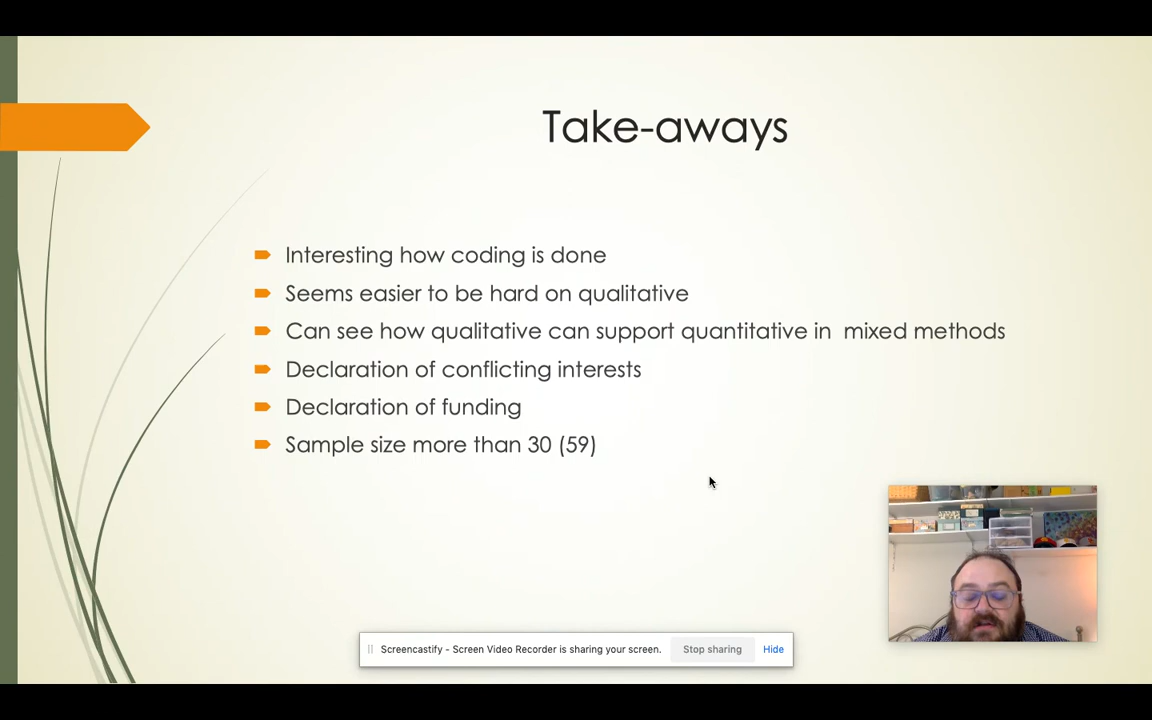 Take-aways
Interesting how coding is done
Seems easier to be hard on qualitative
Can see how qualitative can support quantitative in  mixed methods
Declaration of conflicting interests
Declaration of funding
Sample size more than 30 (59)
Screencastify - Screen Video Recorder is sharing your screen. Stop sharing Hide